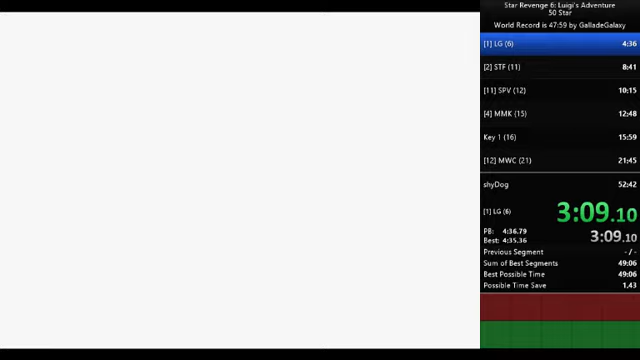 Star Revenge 6: Luigi's Adventure
50 Star
World Record is 47:59 by GalladeGalaxy
[1] LG (6) 4:36
[2] STF (11) 8:41
[11] SPV (12) 10:15
[4] MMK (15) 12:48
Key 1 (16) 15:59
[12] MWC (21) 21:45
shyDog 52:42
[1] LG (6) 3:09.10
PB: 4:36.79 3:09.10
Best: 4:35.36
Previous Segment - / -
Sum of Best Segments 49:06
Best Possible Time 49:06
Possible Time Save 1.43